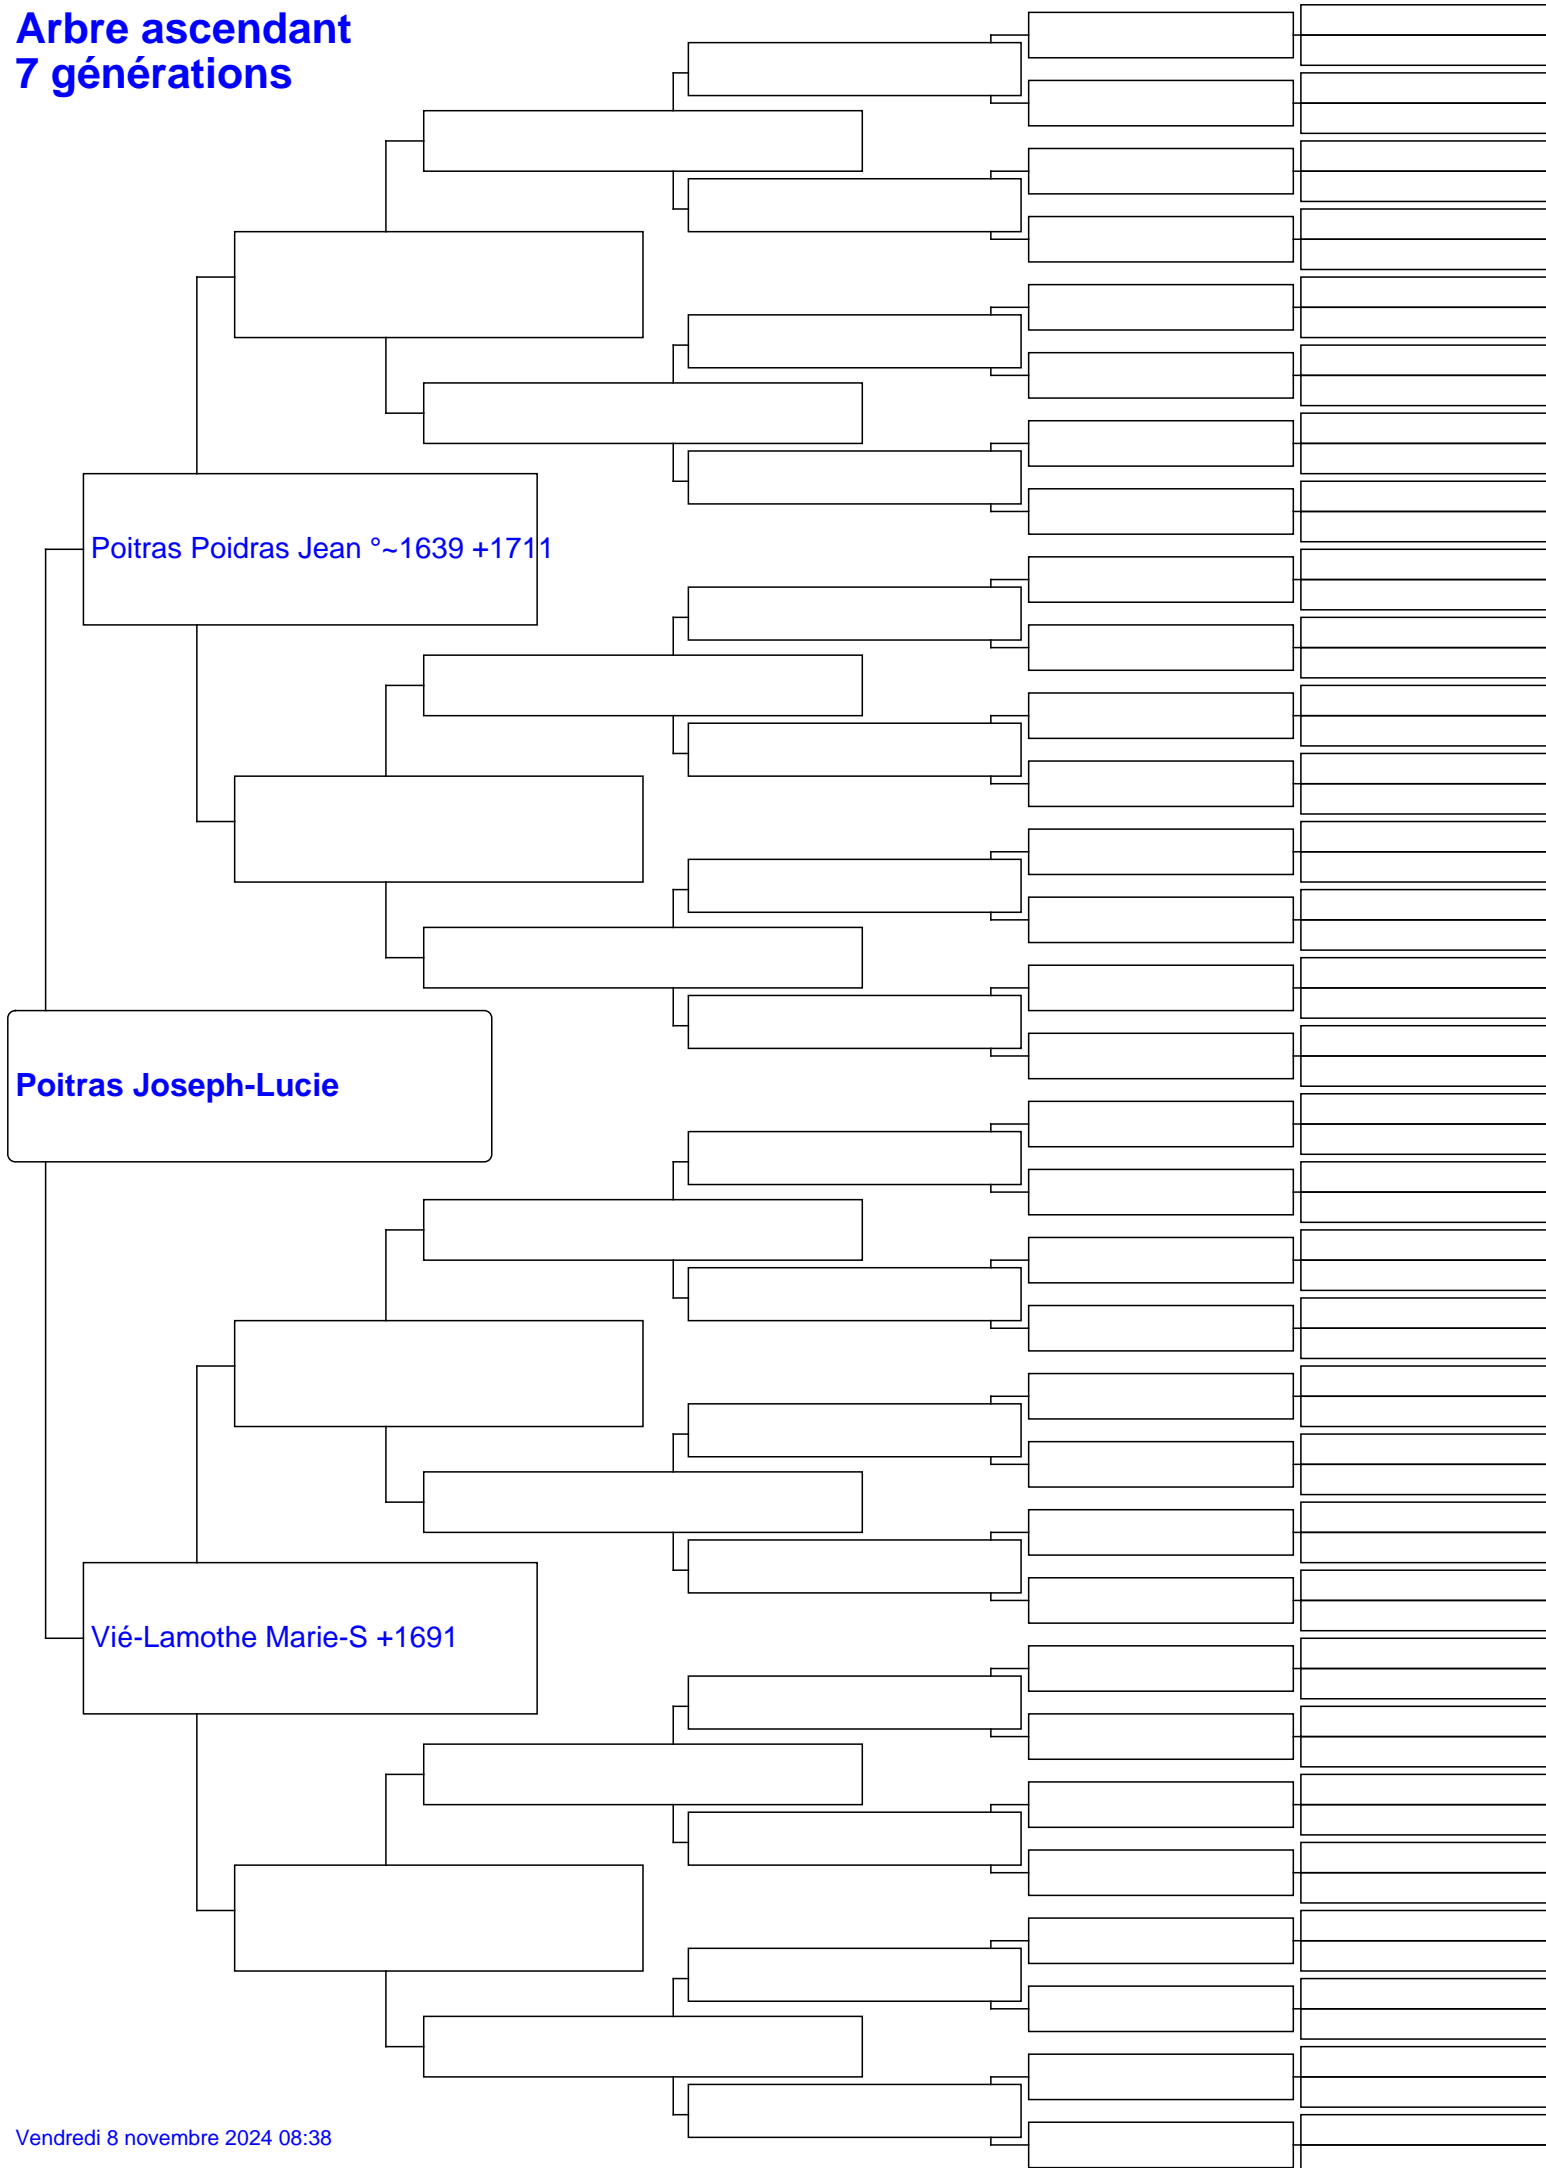 Arbre ascendant
7 générations
Poitras Poidras Jean °~1639 +1711
Poitras Joseph-Lucie
Vié-Lamothe Marie-S +1691
Vendredi 8 novembre 2024 08:38